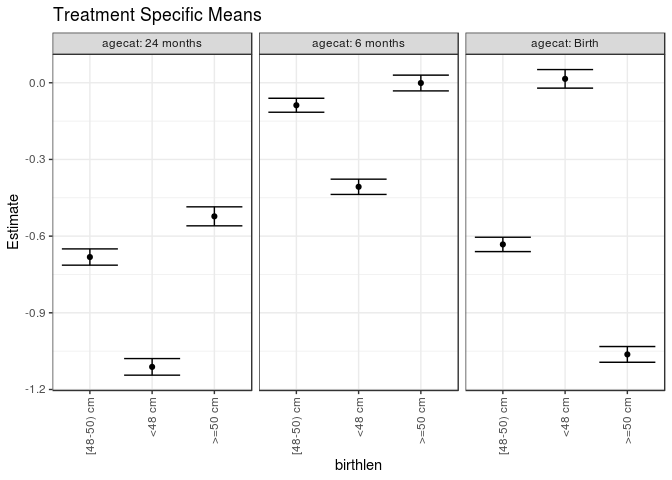 Treatment Specific Means
agecat: 24 months
agecat: 6 months
agecat: Birth
Estimate
0.0
-0.3
-0.6
-0.9
-1.2
[48-50) cm
<48 cm
>=50 cm
[48-50) cm
<48 cm
>=50 cm
[48-50) cm
<48 cm
>=50 cm
birthlen